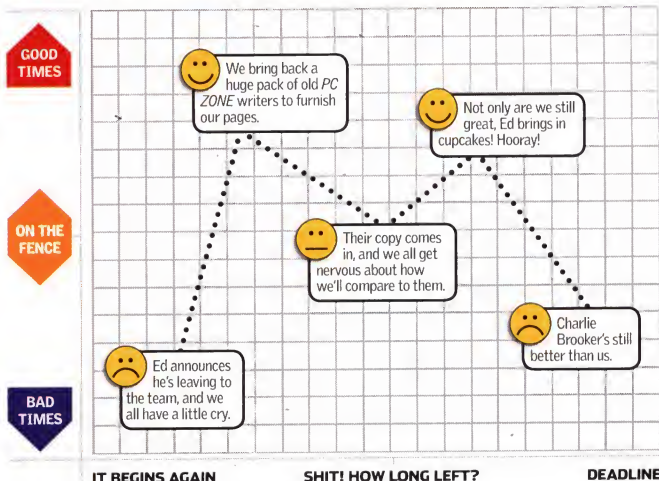 GOOD
TIMES
We bring back a
huge pack of old PC
ZONE writers to furnish
our pages.
Not only are we still
great, Ed brings in
cupcakes! Hooray!
ON THE
FENCE
Their copy comes
in, and we all get
nervous about how
we'll compare to them.
Charlie
Brooker's still
better than us.
Ed announces
he's leaving to
the team, and we
all have a little cry.
BAD
TIMES
IT BEGINS AGAIN
SHIT! HOW LONG LEFT?
DEADLINE